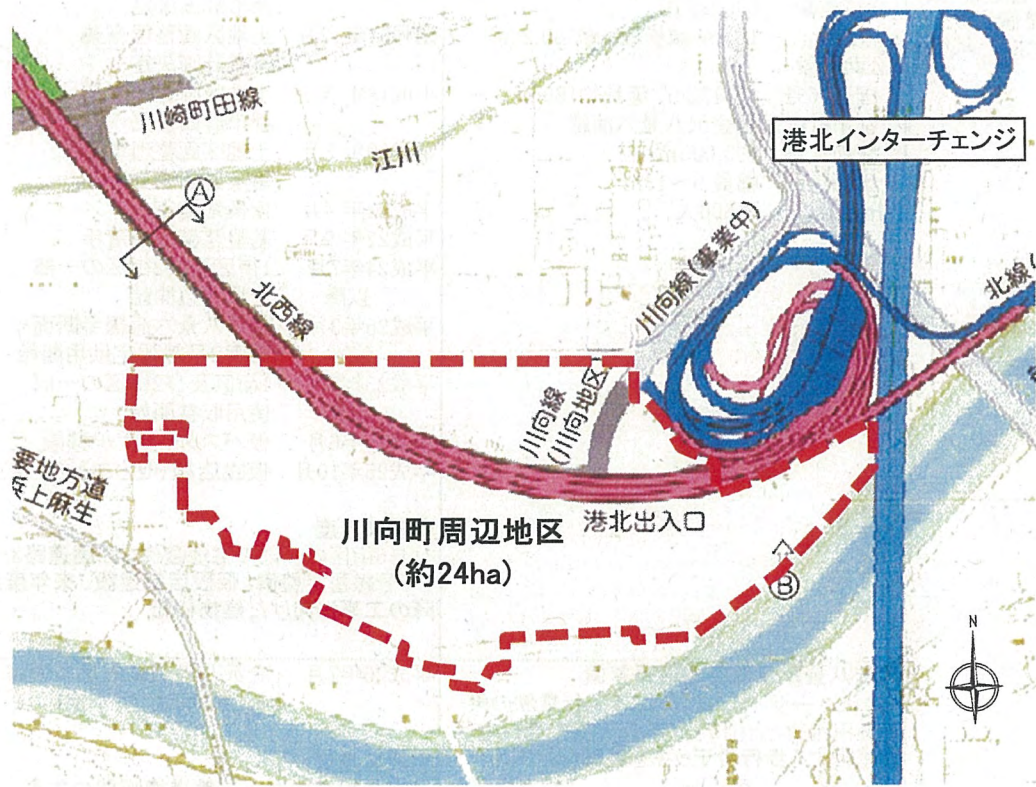 川崎町田線
江川
港北インターチェンジ
Ⓐ
北西線
川向線(事業中)
北線(
川向線
(川向地区)
要地方道
浜上麻生
港北出入口
川向町周辺地区
(約24ha)
Ⓑ
N